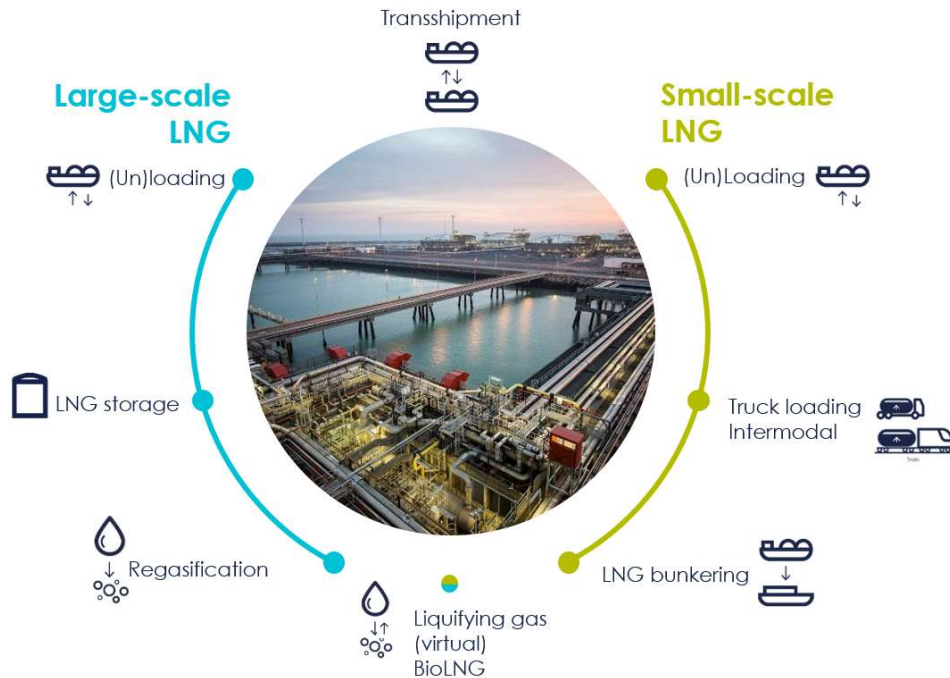 Transshipment
Large-scale
LNG
Small-scale
LNG
(Un)loading
(Un)Loading
LNG storage
Truck loading
Intermodal
Train
Regasification
LNG bunkering
Liquifying gas
(virtual)
BioLNG